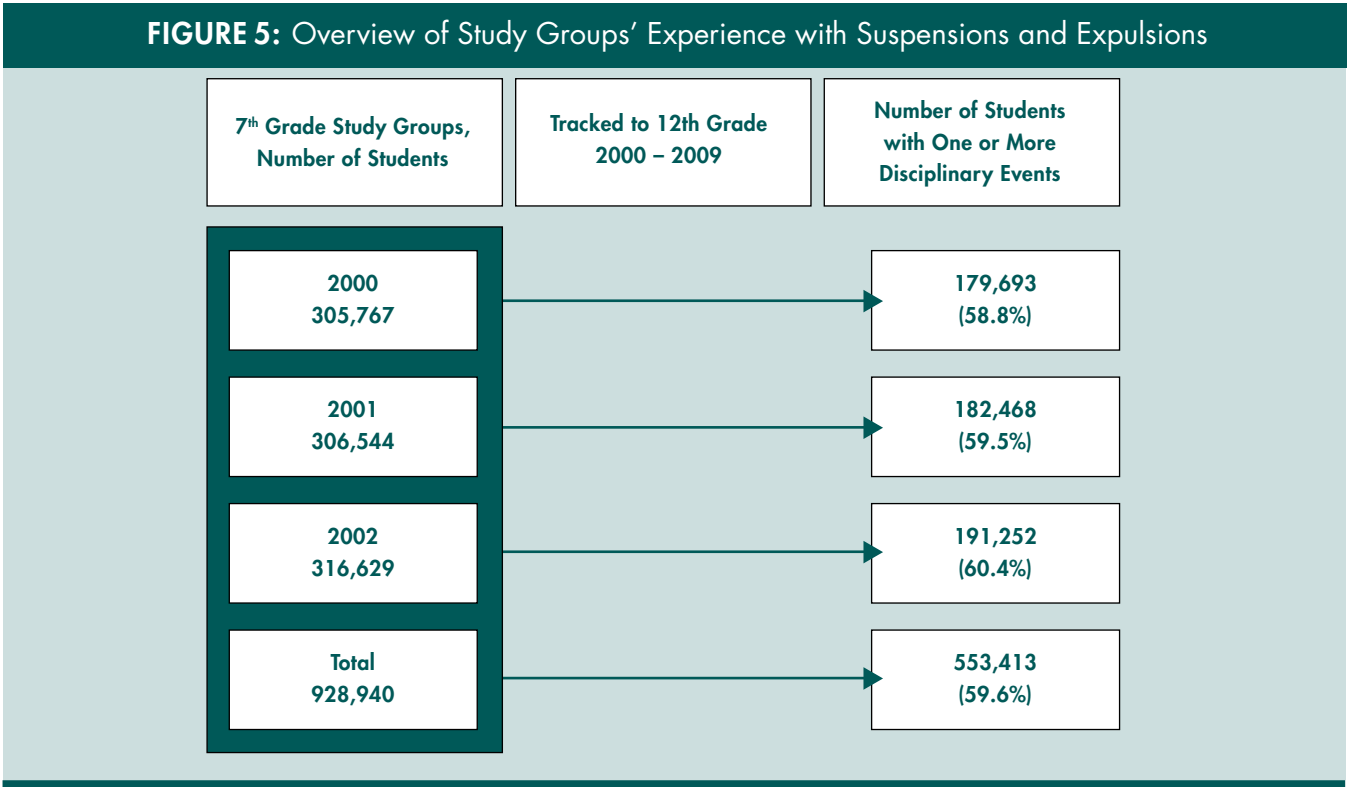 FIGURE 5: Overview of Study Groups’ Experience with Suspensions and Expulsions
7th Grade Study Groups,
Number of Students
Tracked to 12th Grade
2000 – 2009
Number of Students
with One or More
Disciplinary Events
2000
305,767
179,693
(58.8%)
2001
306,544
182,468
(59.5%)
2002
316,629
191,252
(60.4%)
Total
928,940
553,413
(59.6%)